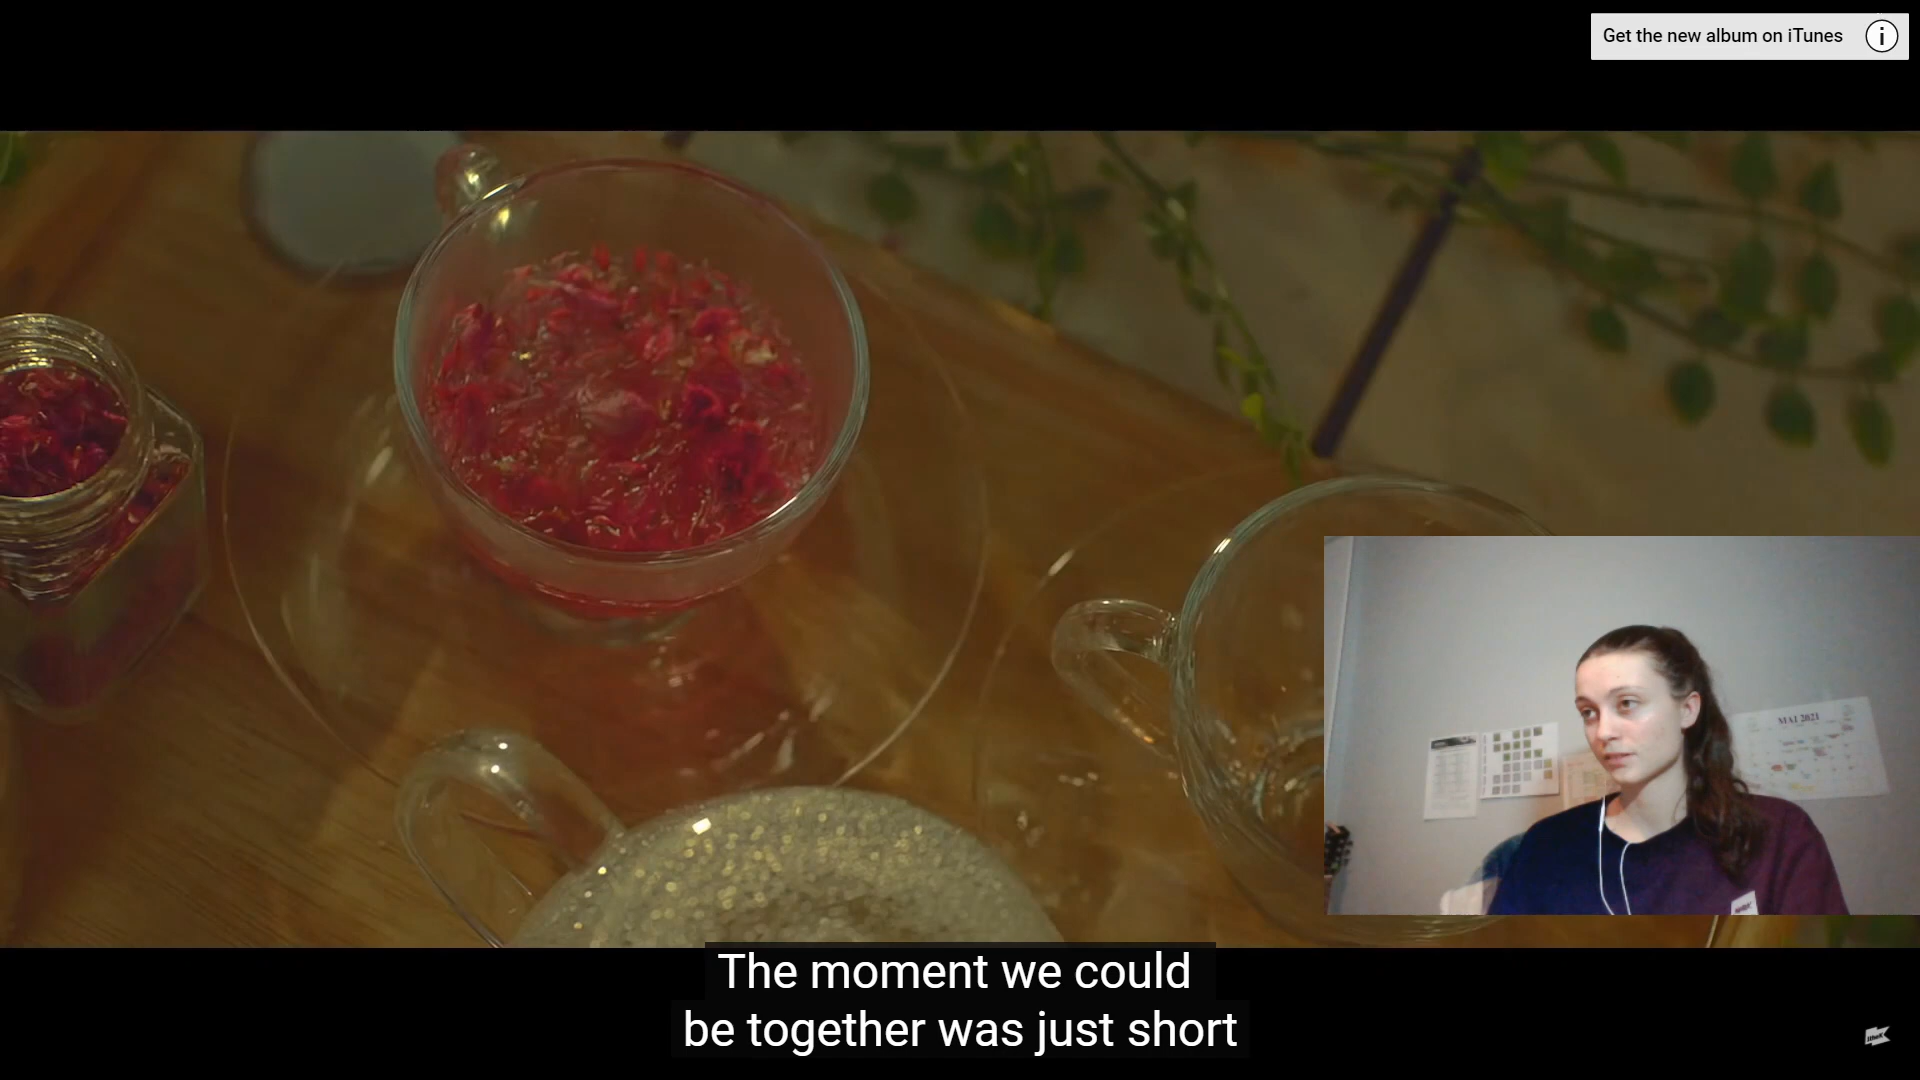 Get the new album on iTunes
MAI 2021
The moment we could
be together was just short